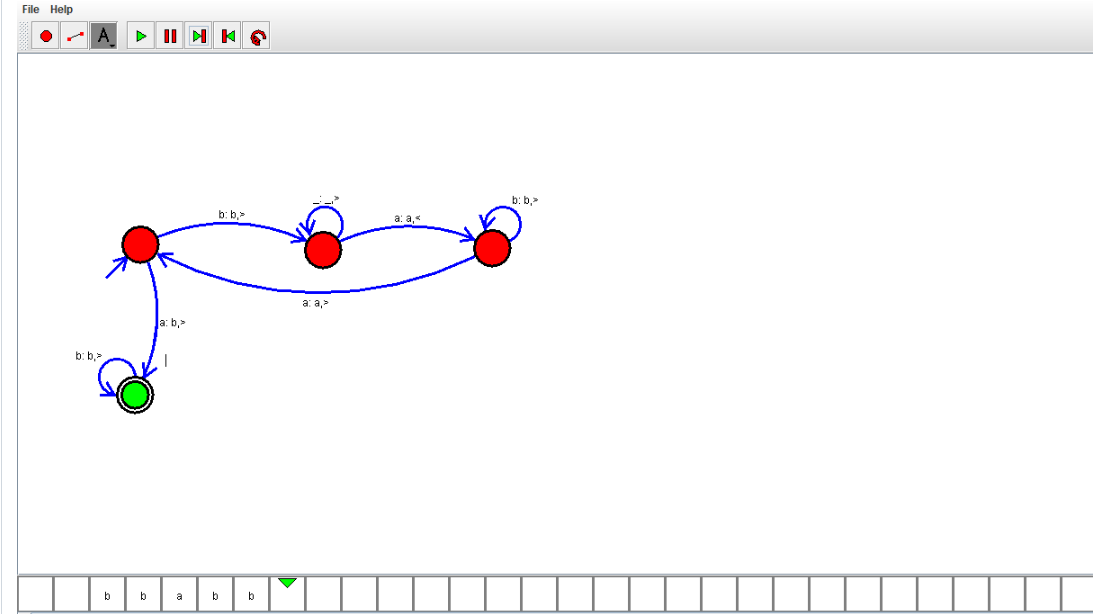 File Help
A
_: _,>
b: b,>
b: b,>
a: a,<
a: a,>
a: b,>
b: b,>
b b a b b